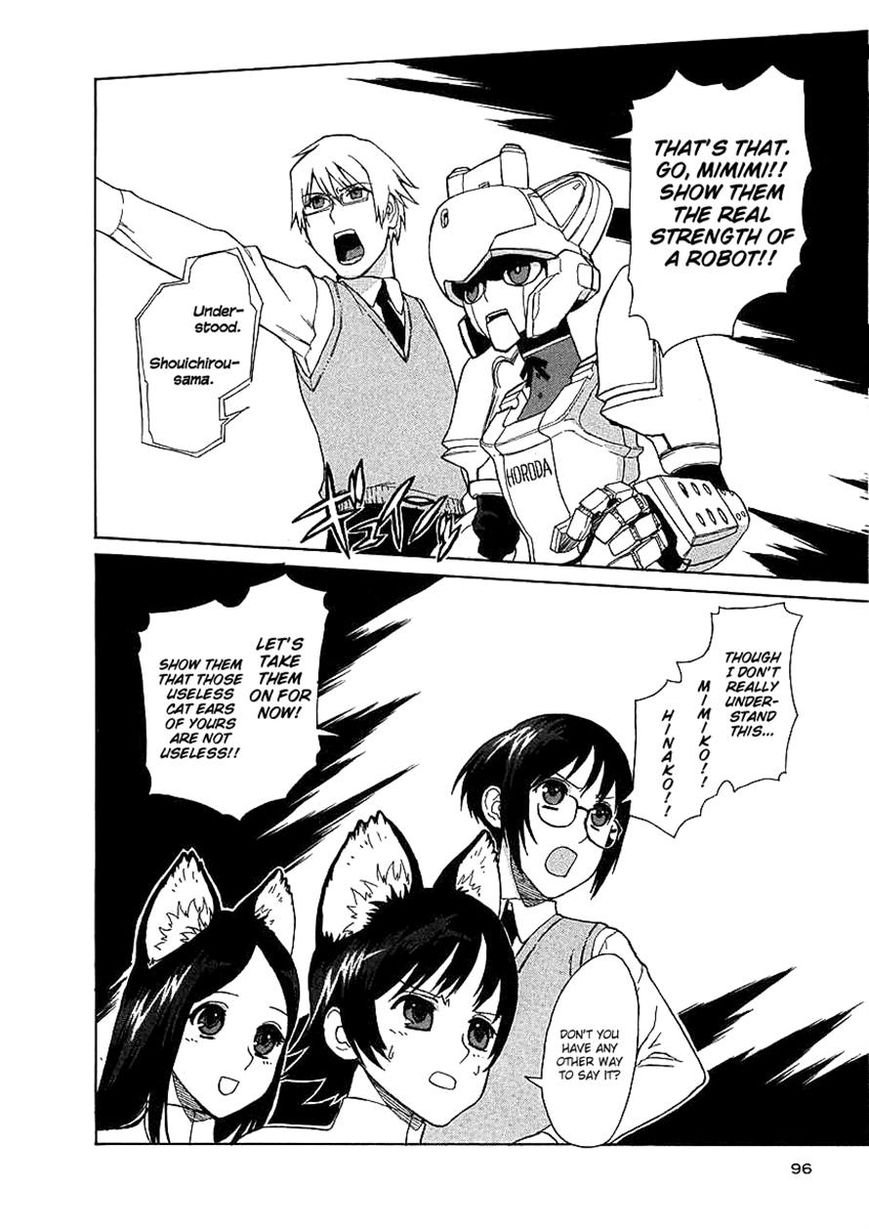 THAT'S THAT.
GO, MIMIMI!!
SHOW THEM
THE REAL
STRENGTH OF
A ROBOT!!
Under-
stood.
Shouichirou-
sama.
HORODA
ギュイン
THOUGH
I DON'T
REALLY
UNDER-
STAND
THIS...
MIMIKO!!
HINAKO!!
LET'S
TAKE
THEM
ON FOR
NOW!
SHOW THEM
THAT THOSE
USELESS
CAT EARS
OF YOURS
ARE NOT
USELESS!!
DON'T YOU
HAVE ANY
OTHER WAY
TO SAY IT?
96